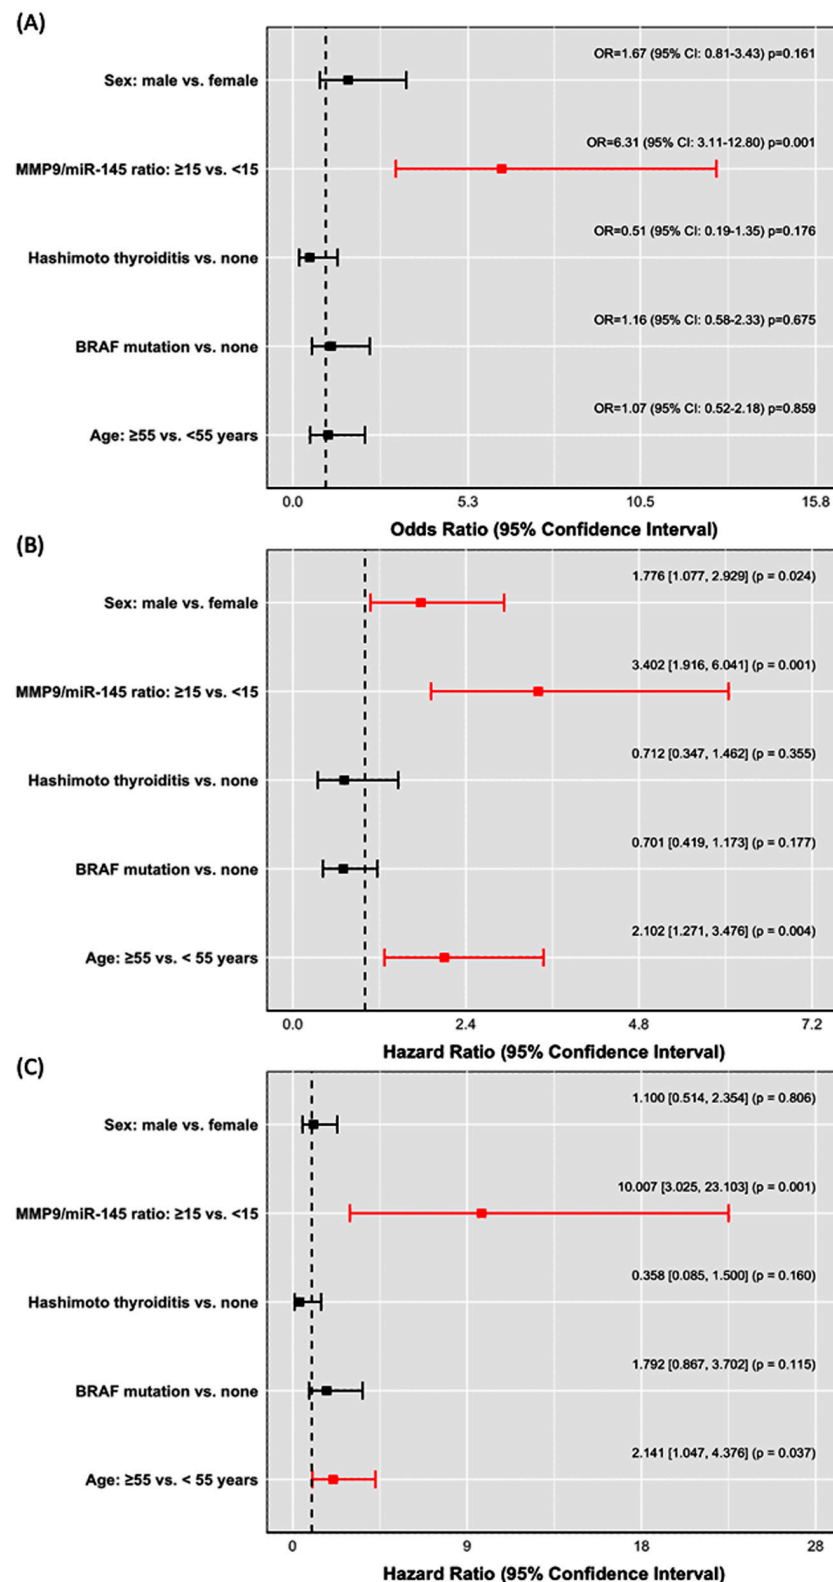 (A)
OR=1.67 (95% CI: 0.81-3.43) p=0.161
Sex: male vs. female
OR=6.31 (95% CI: 3.11-12.80) p=0.001
MMP9/miR-145 ratio: ≥15 vs. <15
OR=0.51 (95% CI: 0.19-1.35) p=0.176
Hashimoto thyroiditis vs. none
OR=1.16 (95% CI: 0.58-2.33) p=0.675
BRAF mutation vs. none
OR=1.07 (95% CI: 0.52-2.18) p=0.859
Age: ≥55 vs. <55 years
0.0 5.3 10.5 15.8
Odds Ratio (95% Confidence Interval)
(B)
1.776 [1.077, 2.929] (p = 0.024)
Sex: male vs. female
3.402 [1.916, 6.041] (p = 0.001)
MMP9/miR-145 ratio: ≥15 vs. <15
0.712 [0.347, 1.462] (p = 0.355)
Hashimoto thyroiditis vs. none
0.701 [0.419, 1.173] (p = 0.177)
BRAF mutation vs. none
2.102 [1.271, 3.476] (p = 0.004)
Age: ≥55 vs. < 55 years
0.0 2.4 4.8 7.2
Hazard Ratio (95% Confidence Interval)
(C)
1.100 [0.514, 2.354] (p = 0.806)
Sex: male vs. female
10.007 [3.025, 23.103] (p = 0.001)
MMP9/miR-145 ratio: ≥15 vs. <15
0.358 [0.085, 1.500] (p = 0.160)
Hashimoto thyroiditis vs. none
1.792 [0.867, 3.702] (p = 0.115)
BRAF mutation vs. none
2.141 [1.047, 4.376] (p = 0.037)
Age: ≥55 vs. < 55 years
0 9 18 28
Hazard Ratio (95% Confidence Interval)